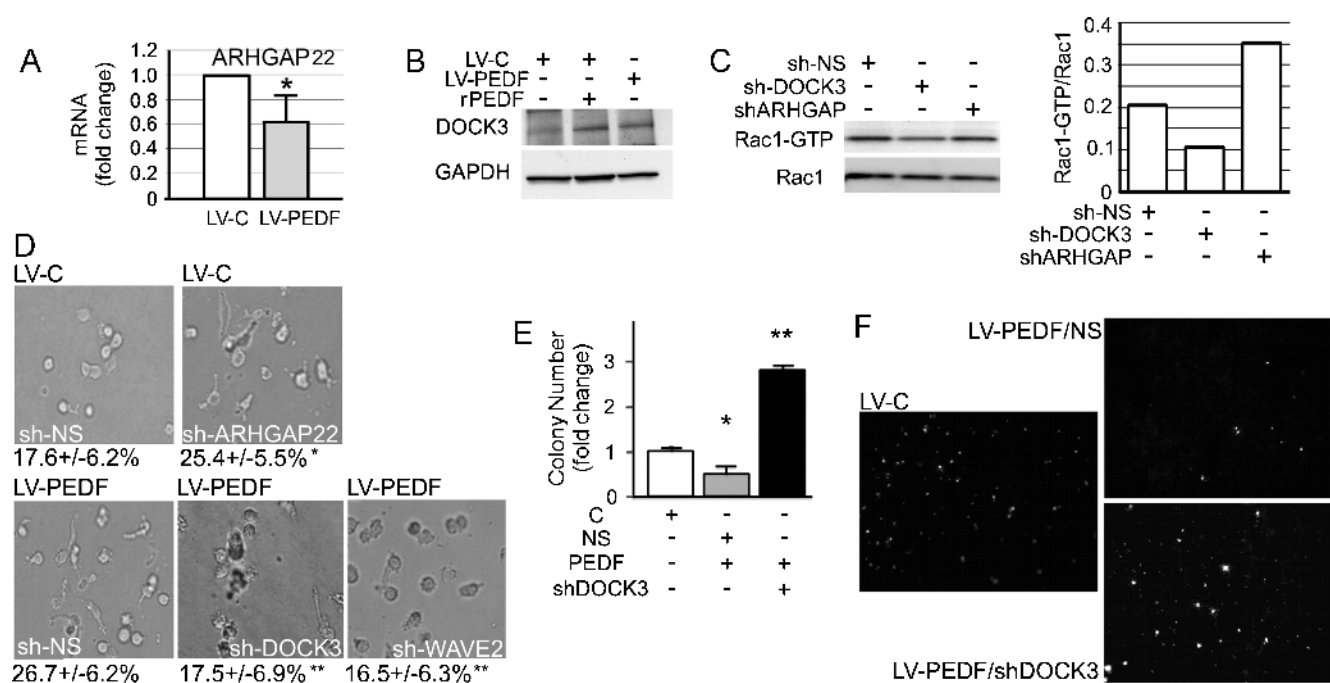 A
ARHGAP22
mRNA
(fold change)
1.2
1.0
0.8
0.6
0.4
0.2
0
*
LV-C LV-PEDF
B
LV-C + + -
LV-PEDF - - +
rPEDF - + -
DOCK3
GAPDH
C
sh-NS + - -
sh-DOCK3 - + -
shARHGAP - - +
Rac1-GTP
Rac1
Rac1-GTP/Rac1
0.4
0.3
0.2
0.1
0
sh-NS + - -
sh-DOCK3 - + -
shARHGAP - - +
D
LV-C LV-C
sh-NS sh-ARHGAP22
17.6+/-6.2% 25.4+/-5.5% *
LV-PEDF LV-PEDF LV-PEDF
sh-NS sh-DOCK3 sh-WAVE2
26.7+/-6.2% 17.5+/-6.9% ** 16.5+/-6.3% **
E
Colony Number
(fold change)
3
2
1
0
*
**
C + - -
NS - + -
PEDF - + +
shDOCK3 - - +
F
LV-PEDF/NS
LV-C
LV-PEDF/shDOCK3